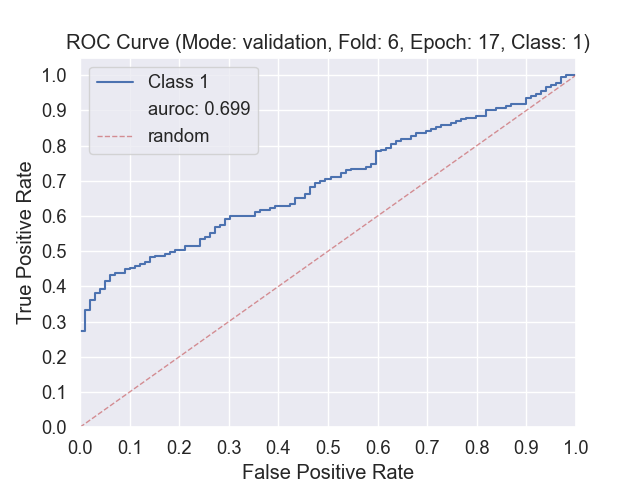 ROC Curve (Mode: validation, Fold: 6, Epoch: 17, Class: 1)
Class 1
auroc: 0.699
random
True Positive Rate
1.0
0.9
0.8
0.7
0.6
0.5
0.4
0.3
0.2
0.1
0.0
0.0 0.1 0.2 0.3 0.4 0.5 0.6 0.7 0.8 0.9 1.0
False Positive Rate